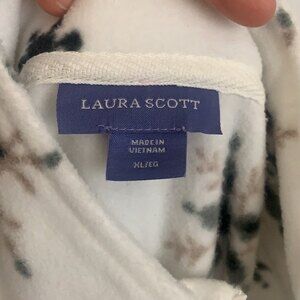 LAURA SCOTT
MADE IN
VIETNAM
XL/EG